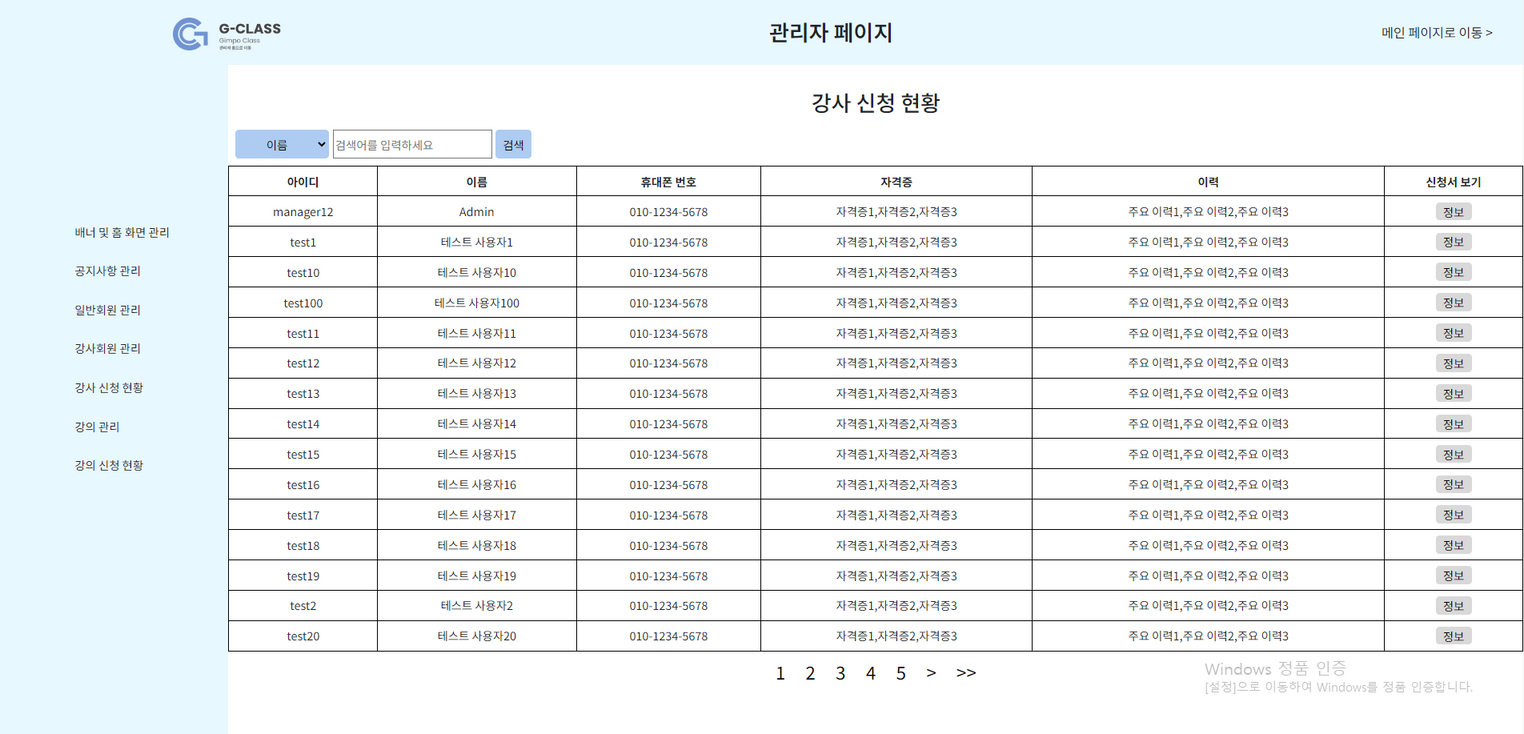 G-CLASS
Gimpo Class
관리자 페이지
메인 페이지로 이동 >
배너 및 홈 화면 관리
공지사항 관리
일반회원 관리
강사회원 관리
강사 신청 현황
강의 관리
강의 신청 현황
강사 신청 현황
이름 검색어를 입력하세요 검색
아이디 이름 휴대폰 번호 자격증 이력 신청서 보기
manager12 Admin 010-1234-5678 자격증1,자격증2,자격증3 주요 이력1,주요 이력2,주요 이력3 정보
test1 테스트 사용자1 010-1234-5678 자격증1,자격증2,자격증3 주요 이력1,주요 이력2,주요 이력3 정보
test10 테스트 사용자10 010-1234-5678 자격증1,자격증2,자격증3 주요 이력1,주요 이력2,주요 이력3 정보
test100 테스트 사용자100 010-1234-5678 자격증1,자격증2,자격증3 주요 이력1,주요 이력2,주요 이력3 정보
test11 테스트 사용자11 010-1234-5678 자격증1,자격증2,자격증3 주요 이력1,주요 이력2,주요 이력3 정보
test12 테스트 사용자12 010-1234-5678 자격증1,자격증2,자격증3 주요 이력1,주요 이력2,주요 이력3 정보
test13 테스트 사용자13 010-1234-5678 자격증1,자격증2,자격증3 주요 이력1,주요 이력2,주요 이력3 정보
test14 테스트 사용자14 010-1234-5678 자격증1,자격증2,자격증3 주요 이력1,주요 이력2,주요 이력3 정보
test15 테스트 사용자15 010-1234-5678 자격증1,자격증2,자격증3 주요 이력1,주요 이력2,주요 이력3 정보
test16 테스트 사용자16 010-1234-5678 자격증1,자격증2,자격증3 주요 이력1,주요 이력2,주요 이력3 정보
test17 테스트 사용자17 010-1234-5678 자격증1,자격증2,자격증3 주요 이력1,주요 이력2,주요 이력3 정보
test18 테스트 사용자18 010-1234-5678 자격증1,자격증2,자격증3 주요 이력1,주요 이력2,주요 이력3 정보
test19 테스트 사용자19 010-1234-5678 자격증1,자격증2,자격증3 주요 이력1,주요 이력2,주요 이력3 정보
test2 테스트 사용자2 010-1234-5678 자격증1,자격증2,자격증3 주요 이력1,주요 이력2,주요 이력3 정보
test20 테스트 사용자20 010-1234-5678 자격증1,자격증2,자격증3 주요 이력1,주요 이력2,주요 이력3 정보
1 2 3 4 5 > >>
Windows 정품 인증
[설정]으로 이동하여 Windows를 정품 인증합니다.